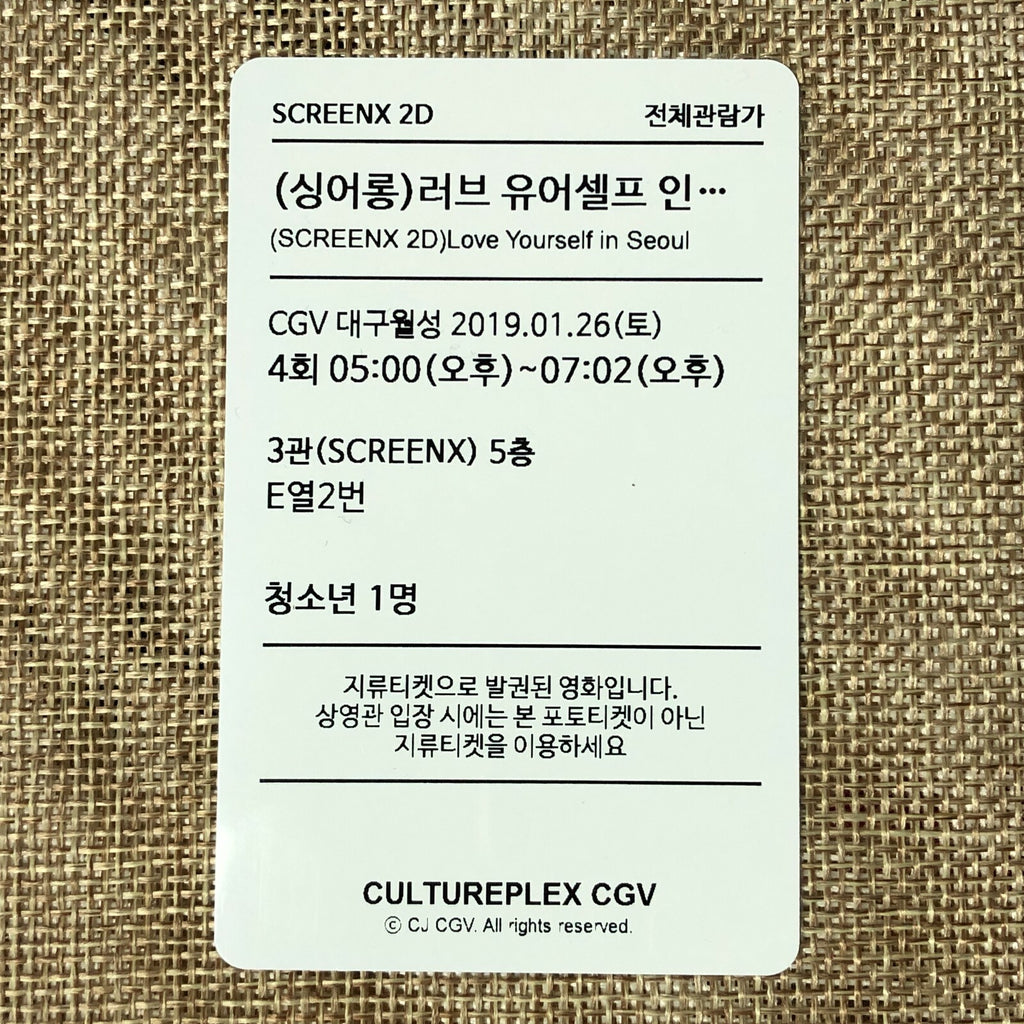 SCREENX 2D 전체관람가
(싱어롱)러브 유어셀프 인···
(SCREENX 2D)Love Yourself in Seoul
CGV 대구월성 2019.01.26(토)
4회 05:00(오후)~07:02(오후)
3관(SCREENX) 5층
E열2번
청소년 1명
지류티켓으로 발권된 영화입니다.
상영관 입장 시에는 본 포토티켓이 아닌
지류티켓을 이용하세요
CULTUREPLEX CGV
ⓒ CJ CGV. All rights reserved.